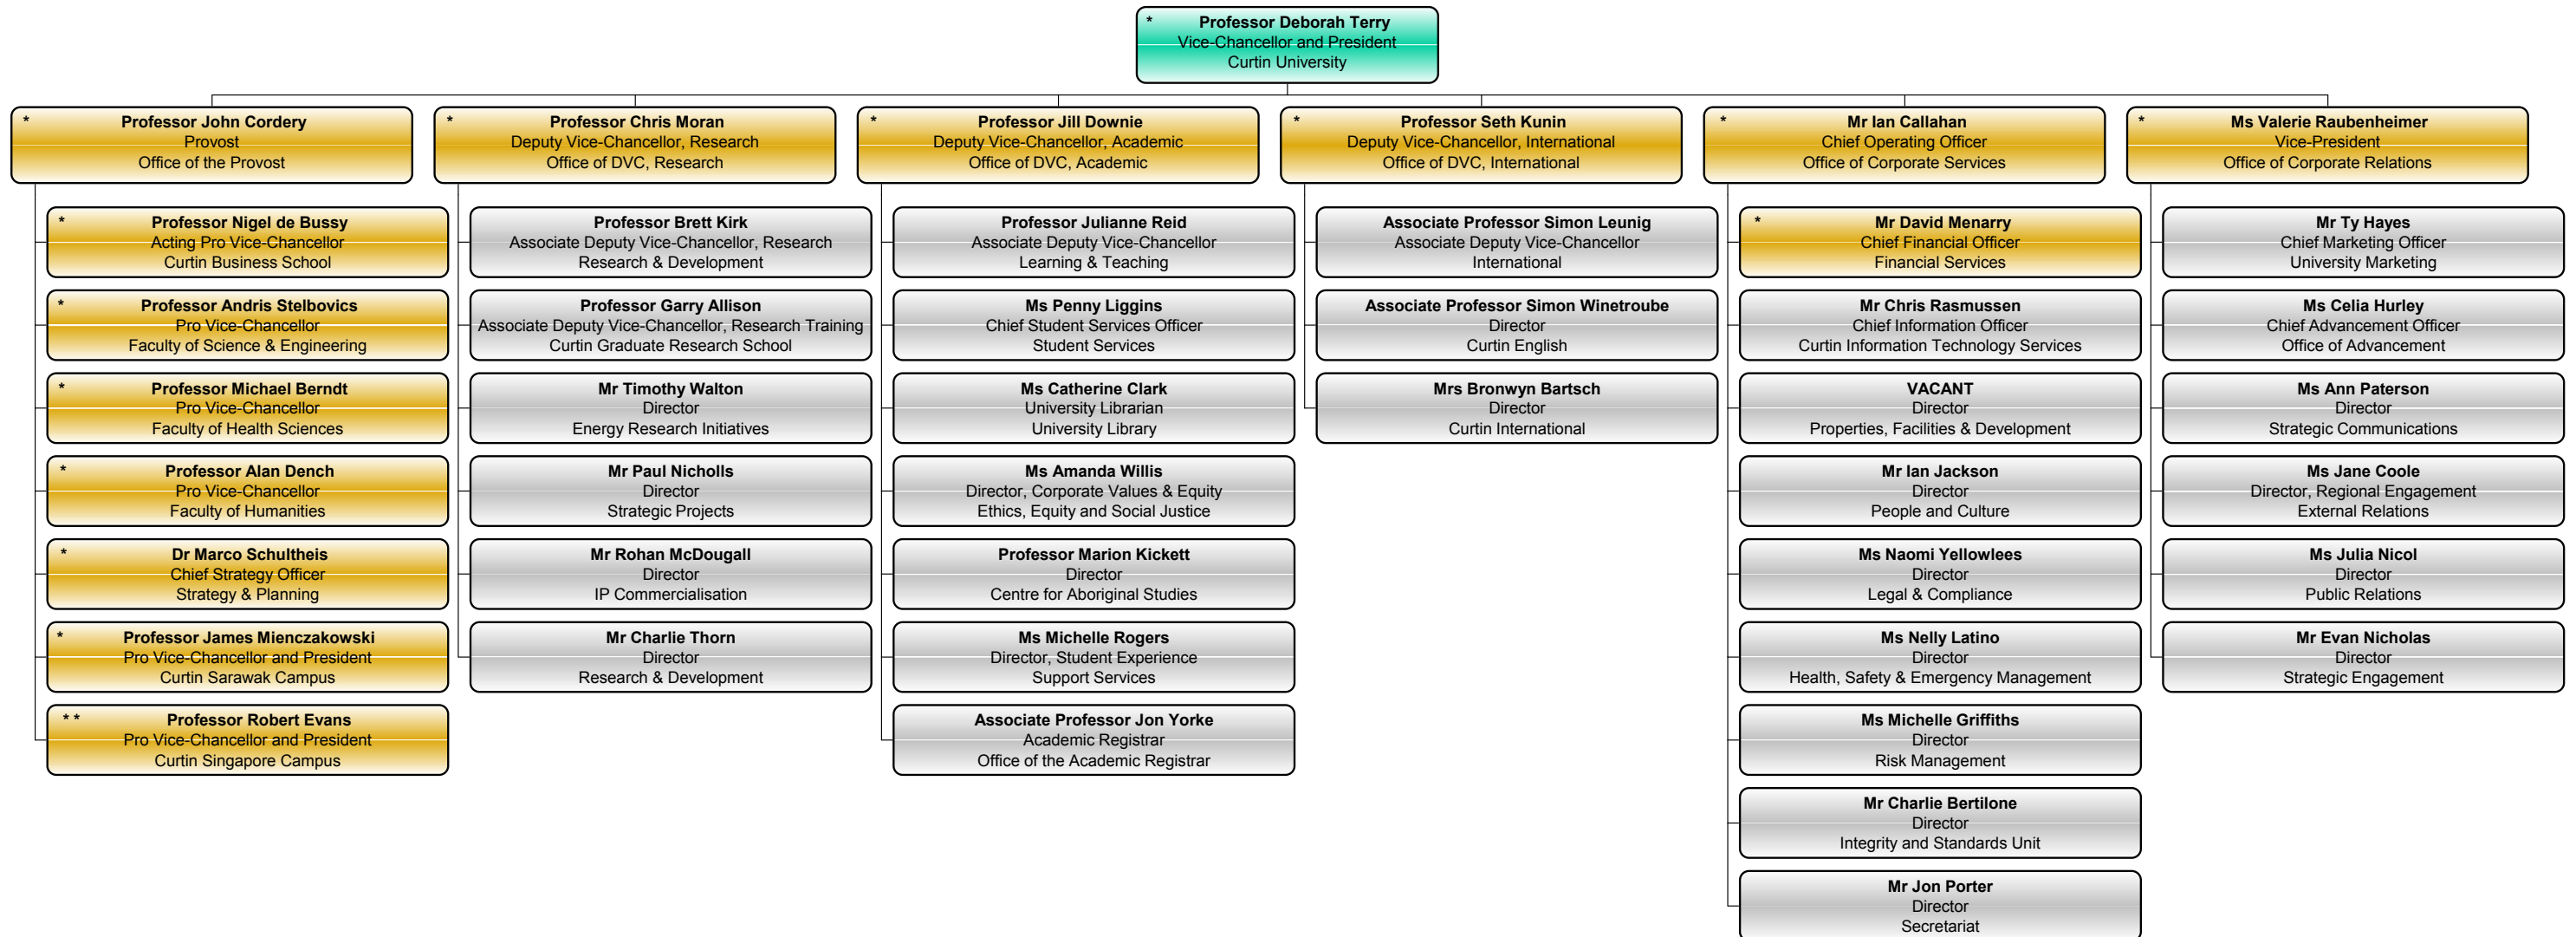 * Professor Deborah Terry
Vice-Chancellor and President
Curtin University
* Professor John Cordery
Provost
Office of the Provost
* Professor Nigel de Bussy
Acting Pro Vice-Chancellor
Curtin Business School
* Professor Andris Stelbovics
Pro Vice-Chancellor
Faculty of Science & Engineering
* Professor Michael Berndt
Pro Vice-Chancellor
Faculty of Health Sciences
* Professor Alan Dench
Pro Vice-Chancellor
Faculty of Humanities
* Dr Marco Schultheis
Chief Strategy Officer
Strategy & Planning
* Professor James Mienczakowski
Pro Vice-Chancellor and President
Curtin Sarawak Campus
* * Professor Robert Evans
Pro Vice-Chancellor and President
Curtin Singapore Campus
* Professor Chris Moran
Deputy Vice-Chancellor, Research
Office of DVC, Research
Professor Brett Kirk
Associate Deputy Vice-Chancellor, Research
Research & Development
Professor Garry Allison
Associate Deputy Vice-Chancellor, Research Training
Curtin Graduate Research School
Mr Timothy Walton
Director
Energy Research Initiatives
Mr Paul Nicholls
Director
Strategic Projects
Mr Rohan McDougall
Director
IP Commercialisation
Mr Charlie Thorn
Director
Research & Development
* Professor Jill Downie
Deputy Vice-Chancellor, Academic
Office of DVC, Academic
Professor Julianne Reid
Associate Deputy Vice-Chancellor
Learning & Teaching
Ms Penny Liggins
Chief Student Services Officer
Student Services
Ms Catherine Clark
University Librarian
University Library
Ms Amanda Willis
Director, Corporate Values & Equity
Ethics, Equity and Social Justice
Professor Marion Kickett
Director
Centre for Aboriginal Studies
Ms Michelle Rogers
Director, Student Experience
Support Services
Associate Professor Jon Yorke
Academic Registrar
Office of the Academic Registrar
* Professor Seth Kunin
Deputy Vice-Chancellor, International
Office of DVC, International
Associate Professor Simon Leunig
Associate Deputy Vice-Chancellor
International
Associate Professor Simon Winetroube
Director
Curtin English
Mrs Bronwyn Bartsch
Director
Curtin International
* Mr Ian Callahan
Chief Operating Officer
Office of Corporate Services
* Mr David Menarry
Chief Financial Officer
Financial Services
Mr Chris Rasmussen
Chief Information Officer
Curtin Information Technology Services
VACANT
Director
Properties, Facilities & Development
Mr Ian Jackson
Director
People and Culture
Ms Naomi Yellowlees
Director
Legal & Compliance
Ms Nelly Latino
Director
Health, Safety & Emergency Management
Ms Michelle Griffiths
Director
Risk Management
Mr Charlie Bertilone
Director
Integrity and Standards Unit
Mr Jon Porter
Director
Secretariat
* Ms Valerie Raubenheimer
Vice-President
Office of Corporate Relations
Mr Ty Hayes
Chief Marketing Officer
University Marketing
Ms Celia Hurley
Chief Advancement Officer
Office of Advancement
Ms Ann Paterson
Director
Strategic Communications
Ms Jane Coole
Director, Regional Engagement
External Relations
Ms Julia Nicol
Director
Public Relations
Mr Evan Nicholas
Director
Strategic Engagement